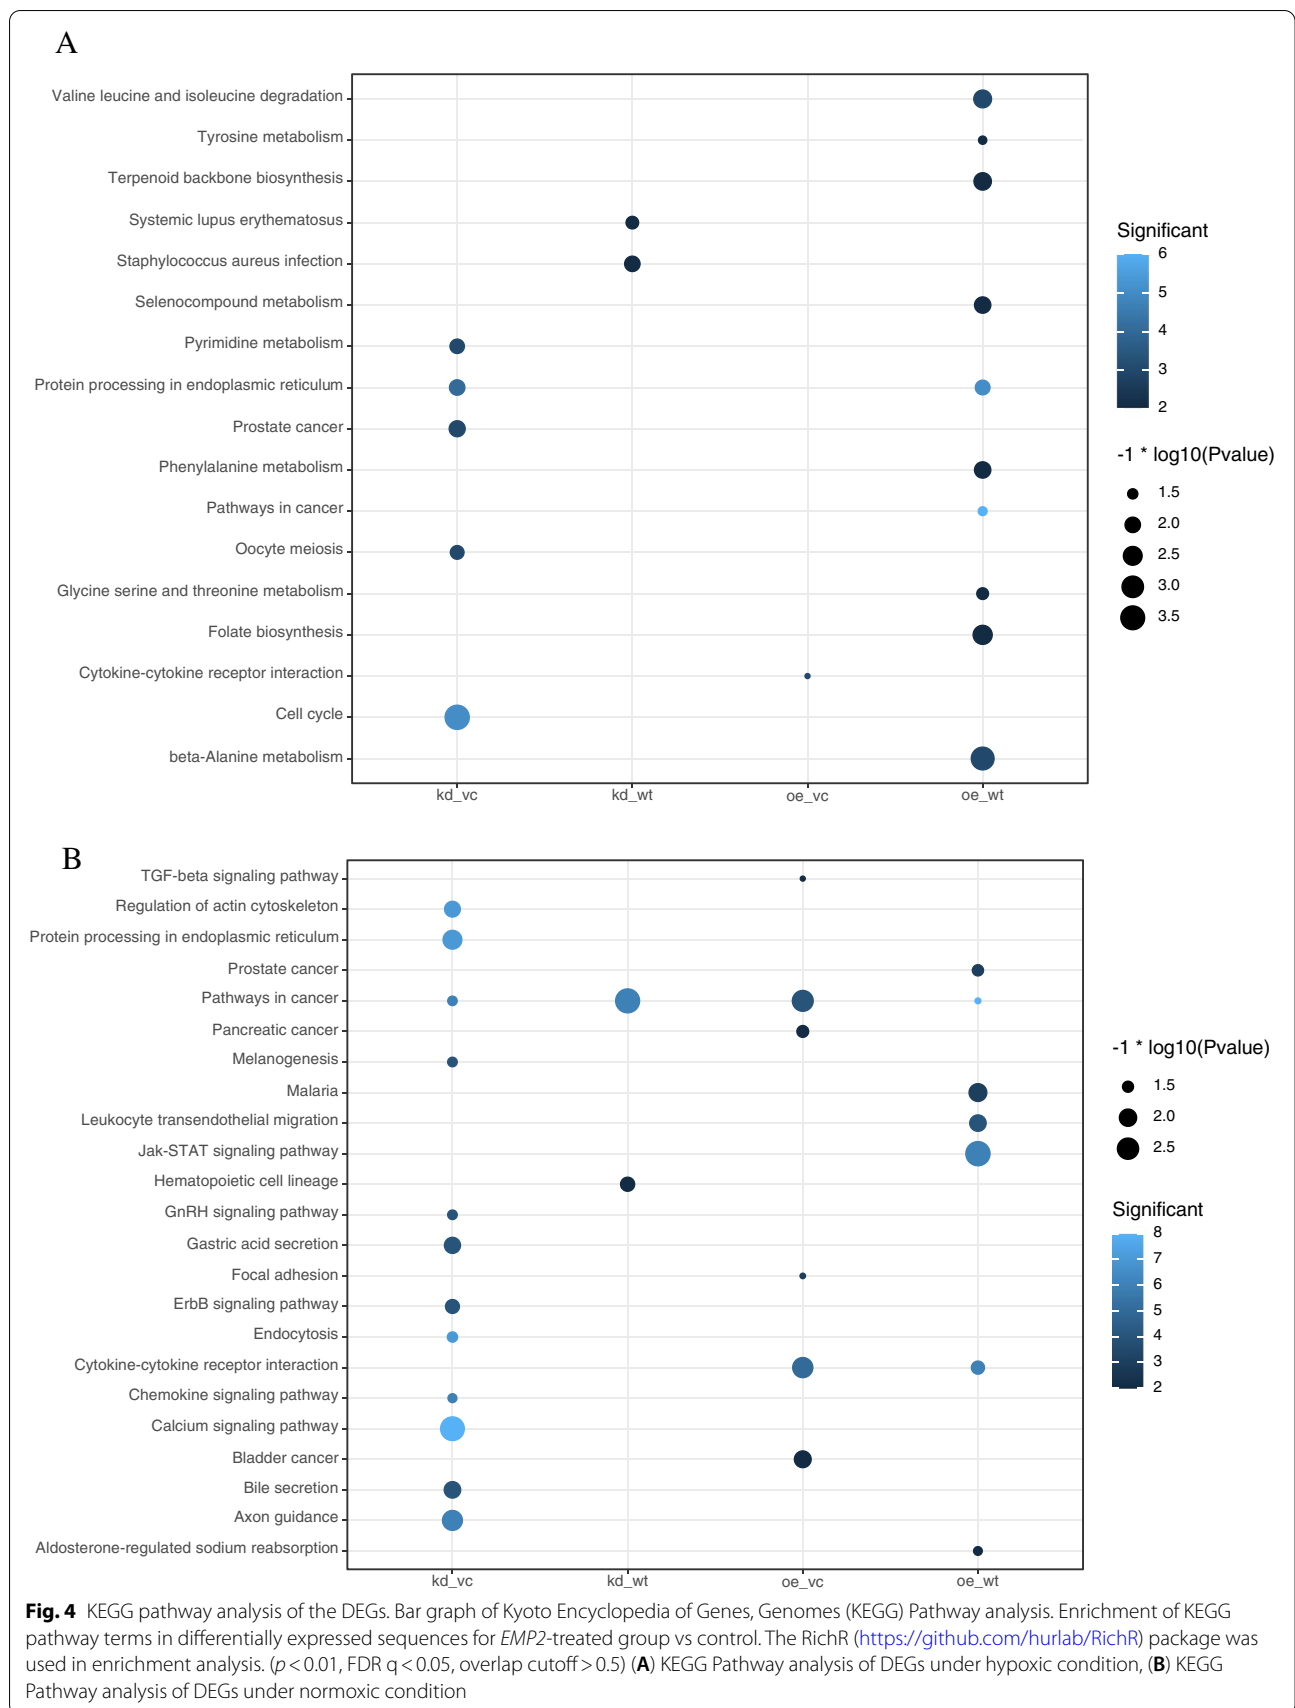 A
Valine leucine and isoleucine degradation
Tyrosine metabolism
Terpenoid backbone biosynthesis
Systemic lupus erythematosus
Staphylococcus aureus infection
Selenocompound metabolism
Pyrimidine metabolism
Protein processing in endoplasmic reticulum
Prostate cancer
Phenylalanine metabolism
Pathways in cancer
Oocyte meiosis
Glycine serine and threonine metabolism
Folate biosynthesis
Cytokine-cytokine receptor interaction
Cell cycle
beta-Alanine metabolism
kd_vc kd_wt oe_vc oe_wt
Significant
6
5
4
3
2
-1 * log10(Pvalue)
1.5
2.0
2.5
3.0
3.5
B
TGF-beta signaling pathway
Regulation of actin cytoskeleton
Protein processing in endoplasmic reticulum
Prostate cancer
Pathways in cancer
Pancreatic cancer
Melanogenesis
Malaria
Leukocyte transendothelial migration
Jak-STAT signaling pathway
Hematopoietic cell lineage
GnRH signaling pathway
Gastric acid secretion
Focal adhesion
ErbB signaling pathway
Endocytosis
Cytokine-cytokine receptor interaction
Chemokine signaling pathway
Calcium signaling pathway
Bladder cancer
Bile secretion
Axon guidance
Aldosterone-regulated sodium reabsorption
kd_vc kd_wt oe_vc oe_wt
-1 * log10(Pvalue)
1.5
2.0
2.5
Significant
8
7
6
5
4
3
2
Fig. 4 KEGG pathway analysis of the DEGs. Bar graph of Kyoto Encyclopedia of Genes, Genomes (KEGG) Pathway analysis. Enrichment of KEGG
pathway terms in differentially expressed sequences for EMP2-treated group vs control. The RichR (https://github.com/hurlab/RichR) package was
used in enrichment analysis. (p < 0.01, FDR q < 0.05, overlap cutoff > 0.5) (A) KEGG Pathway analysis of DEGs under hypoxic condition, (B) KEGG
Pathway analysis of DEGs under normoxic condition